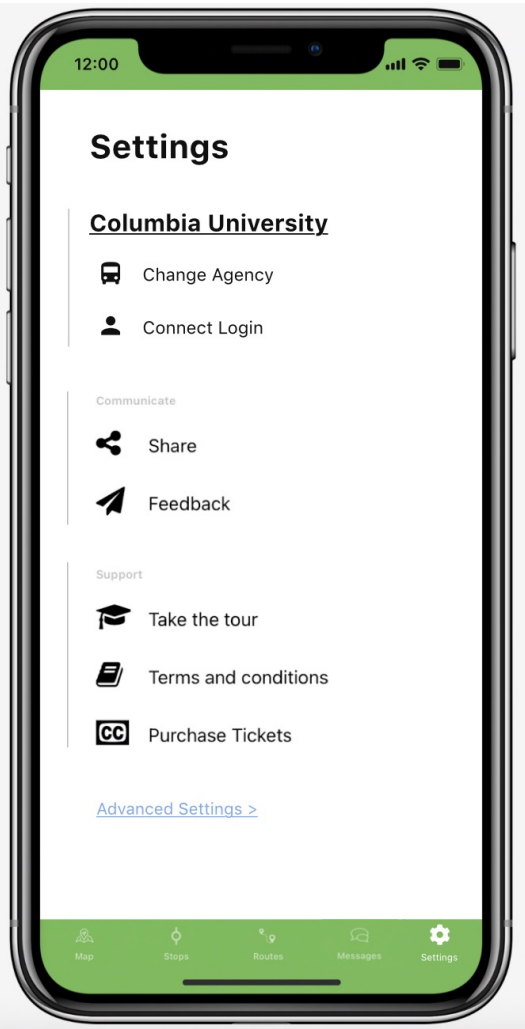 12:00
Settings
Columbia University
Change Agency
Connect Login
Communicate
Share
Feedback
Support
Take the tour
Terms and conditions
CC
Purchase Tickets
Advanced Settings >
Map
Stops
Routes
Messages
Settings